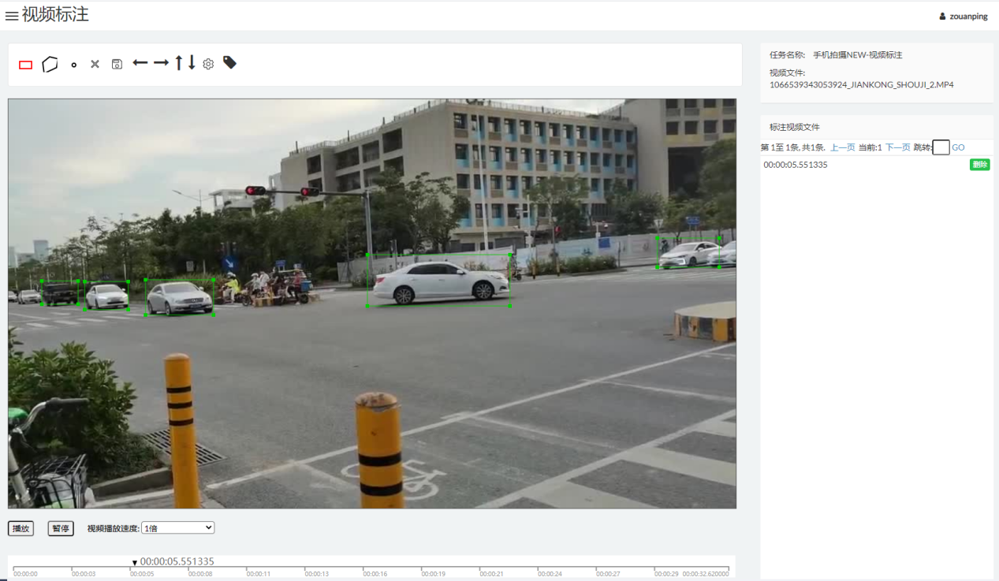 视频标注
zouanping
任务名称: 手机拍摄NEW-视频标注
视频文件:
1066539343053924_JIANKONG_SHOUJI_2.MP4
标注视频文件
第 1至 1条, 共1条. 上一页 当前:1 下一页 跳转: GO
00:00:05.551335 删除
播放 暂停 视频播放速度: 1倍
00:00:05.551335
00:00:00 00:00:03 00:00:05 00:00:08 00:00:11 00:00:13 00:00:16 00:00:19 00:00:21 00:00:24 00:00:27 00:00:29 00:00:32.620000